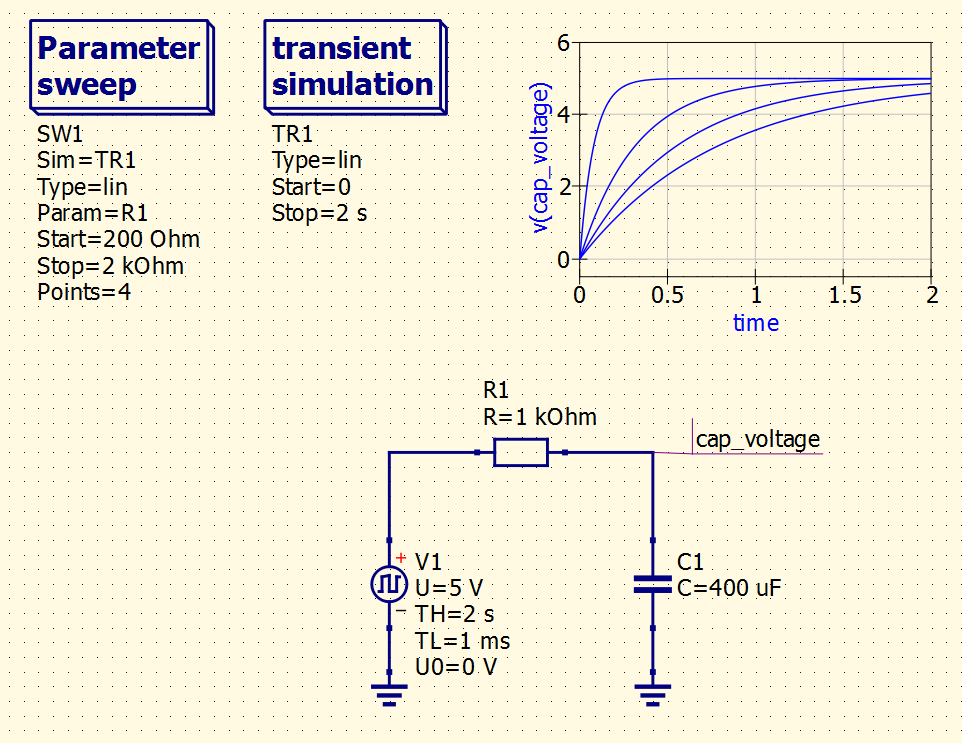 Parameter
sweep
SW1
Sim=TR1
Type=lin
Param=R1
Start=200 Ohm
Stop=2 kOhm
Points=4
transient
simulation
TR1
Type=lin
Start=0
Stop=2 s
v(cap_voltage)
6
4
2
0
0 0.5 1 1.5 2
time
R1
R=1 kOhm
cap_voltage
+
V1
U=5 V
− TH=2 s
TL=1 ms
U0=0 V
C1
C=400 uF